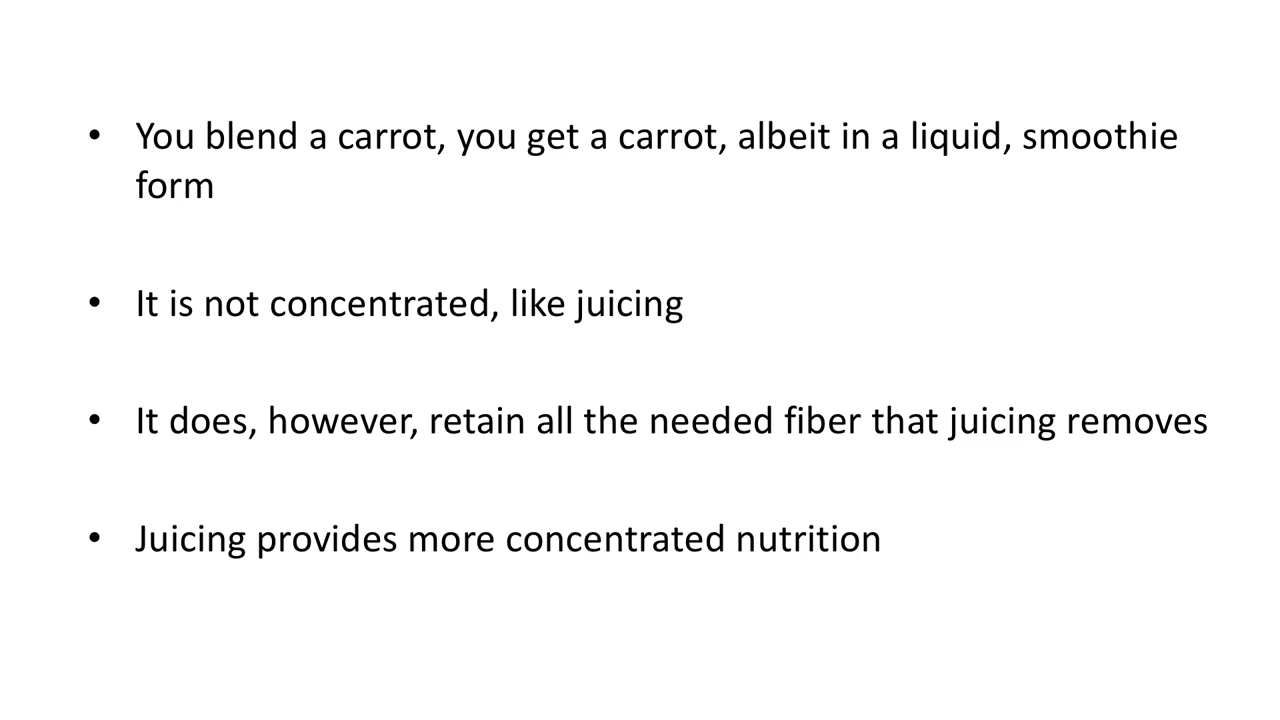 • You blend a carrot, you get a carrot, albeit in a liquid, smoothie
form
• It is not concentrated, like juicing
• It does, however, retain all the needed fiber that juicing removes
• Juicing provides more concentrated nutrition